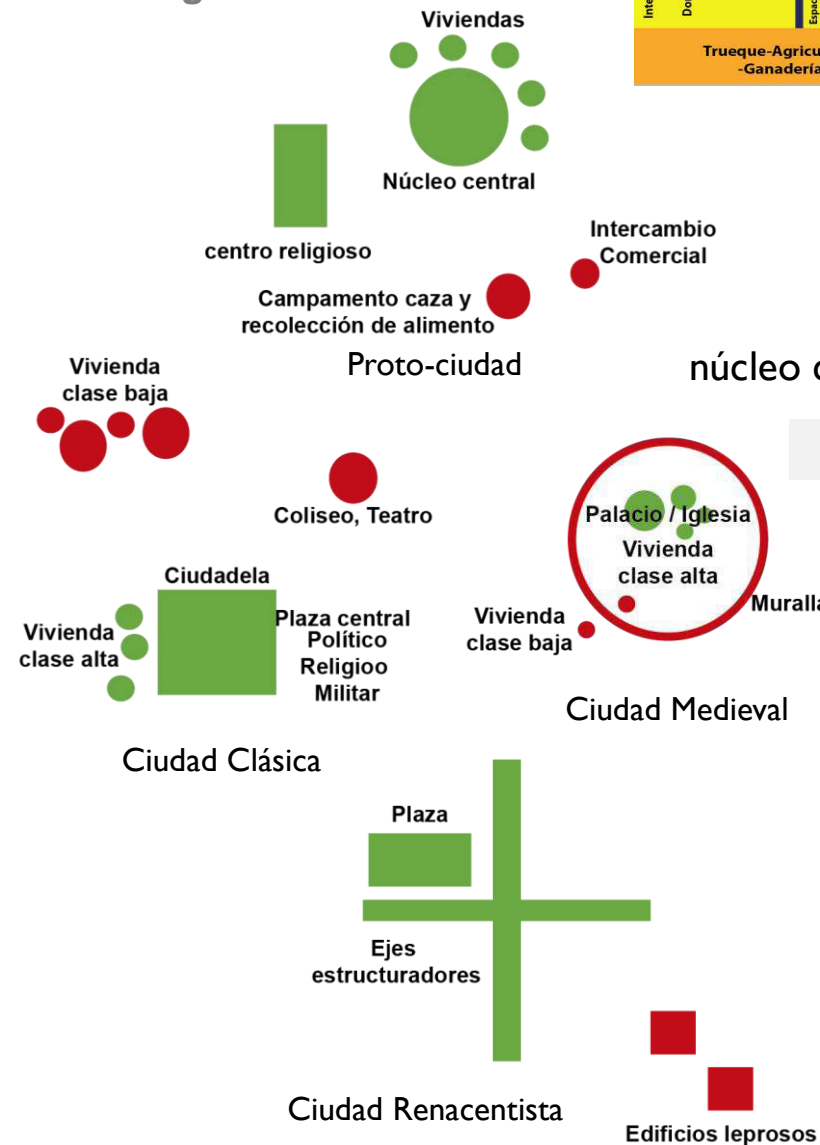 Viviendas
Trueque-Agricu
-Ganadería
Núcleo central
centro religioso
Intercambio
Comercial
Campamento caza y
recolección de alimento
Proto-ciudad
núcleo
Vivienda
clase baja
Coliseo, Teatro
Palacio / Iglesia
Vivienda
clase alta
Muralla
Vivienda
clase baja
Ciudad Medieval
Ciudadela
Vivienda
clase alta
Plaza central
Político
Religioo
Militar
Ciudad Clásica
Plaza
Ejes
estructuradores
Ciudad Renacentista
Edificios leprosos